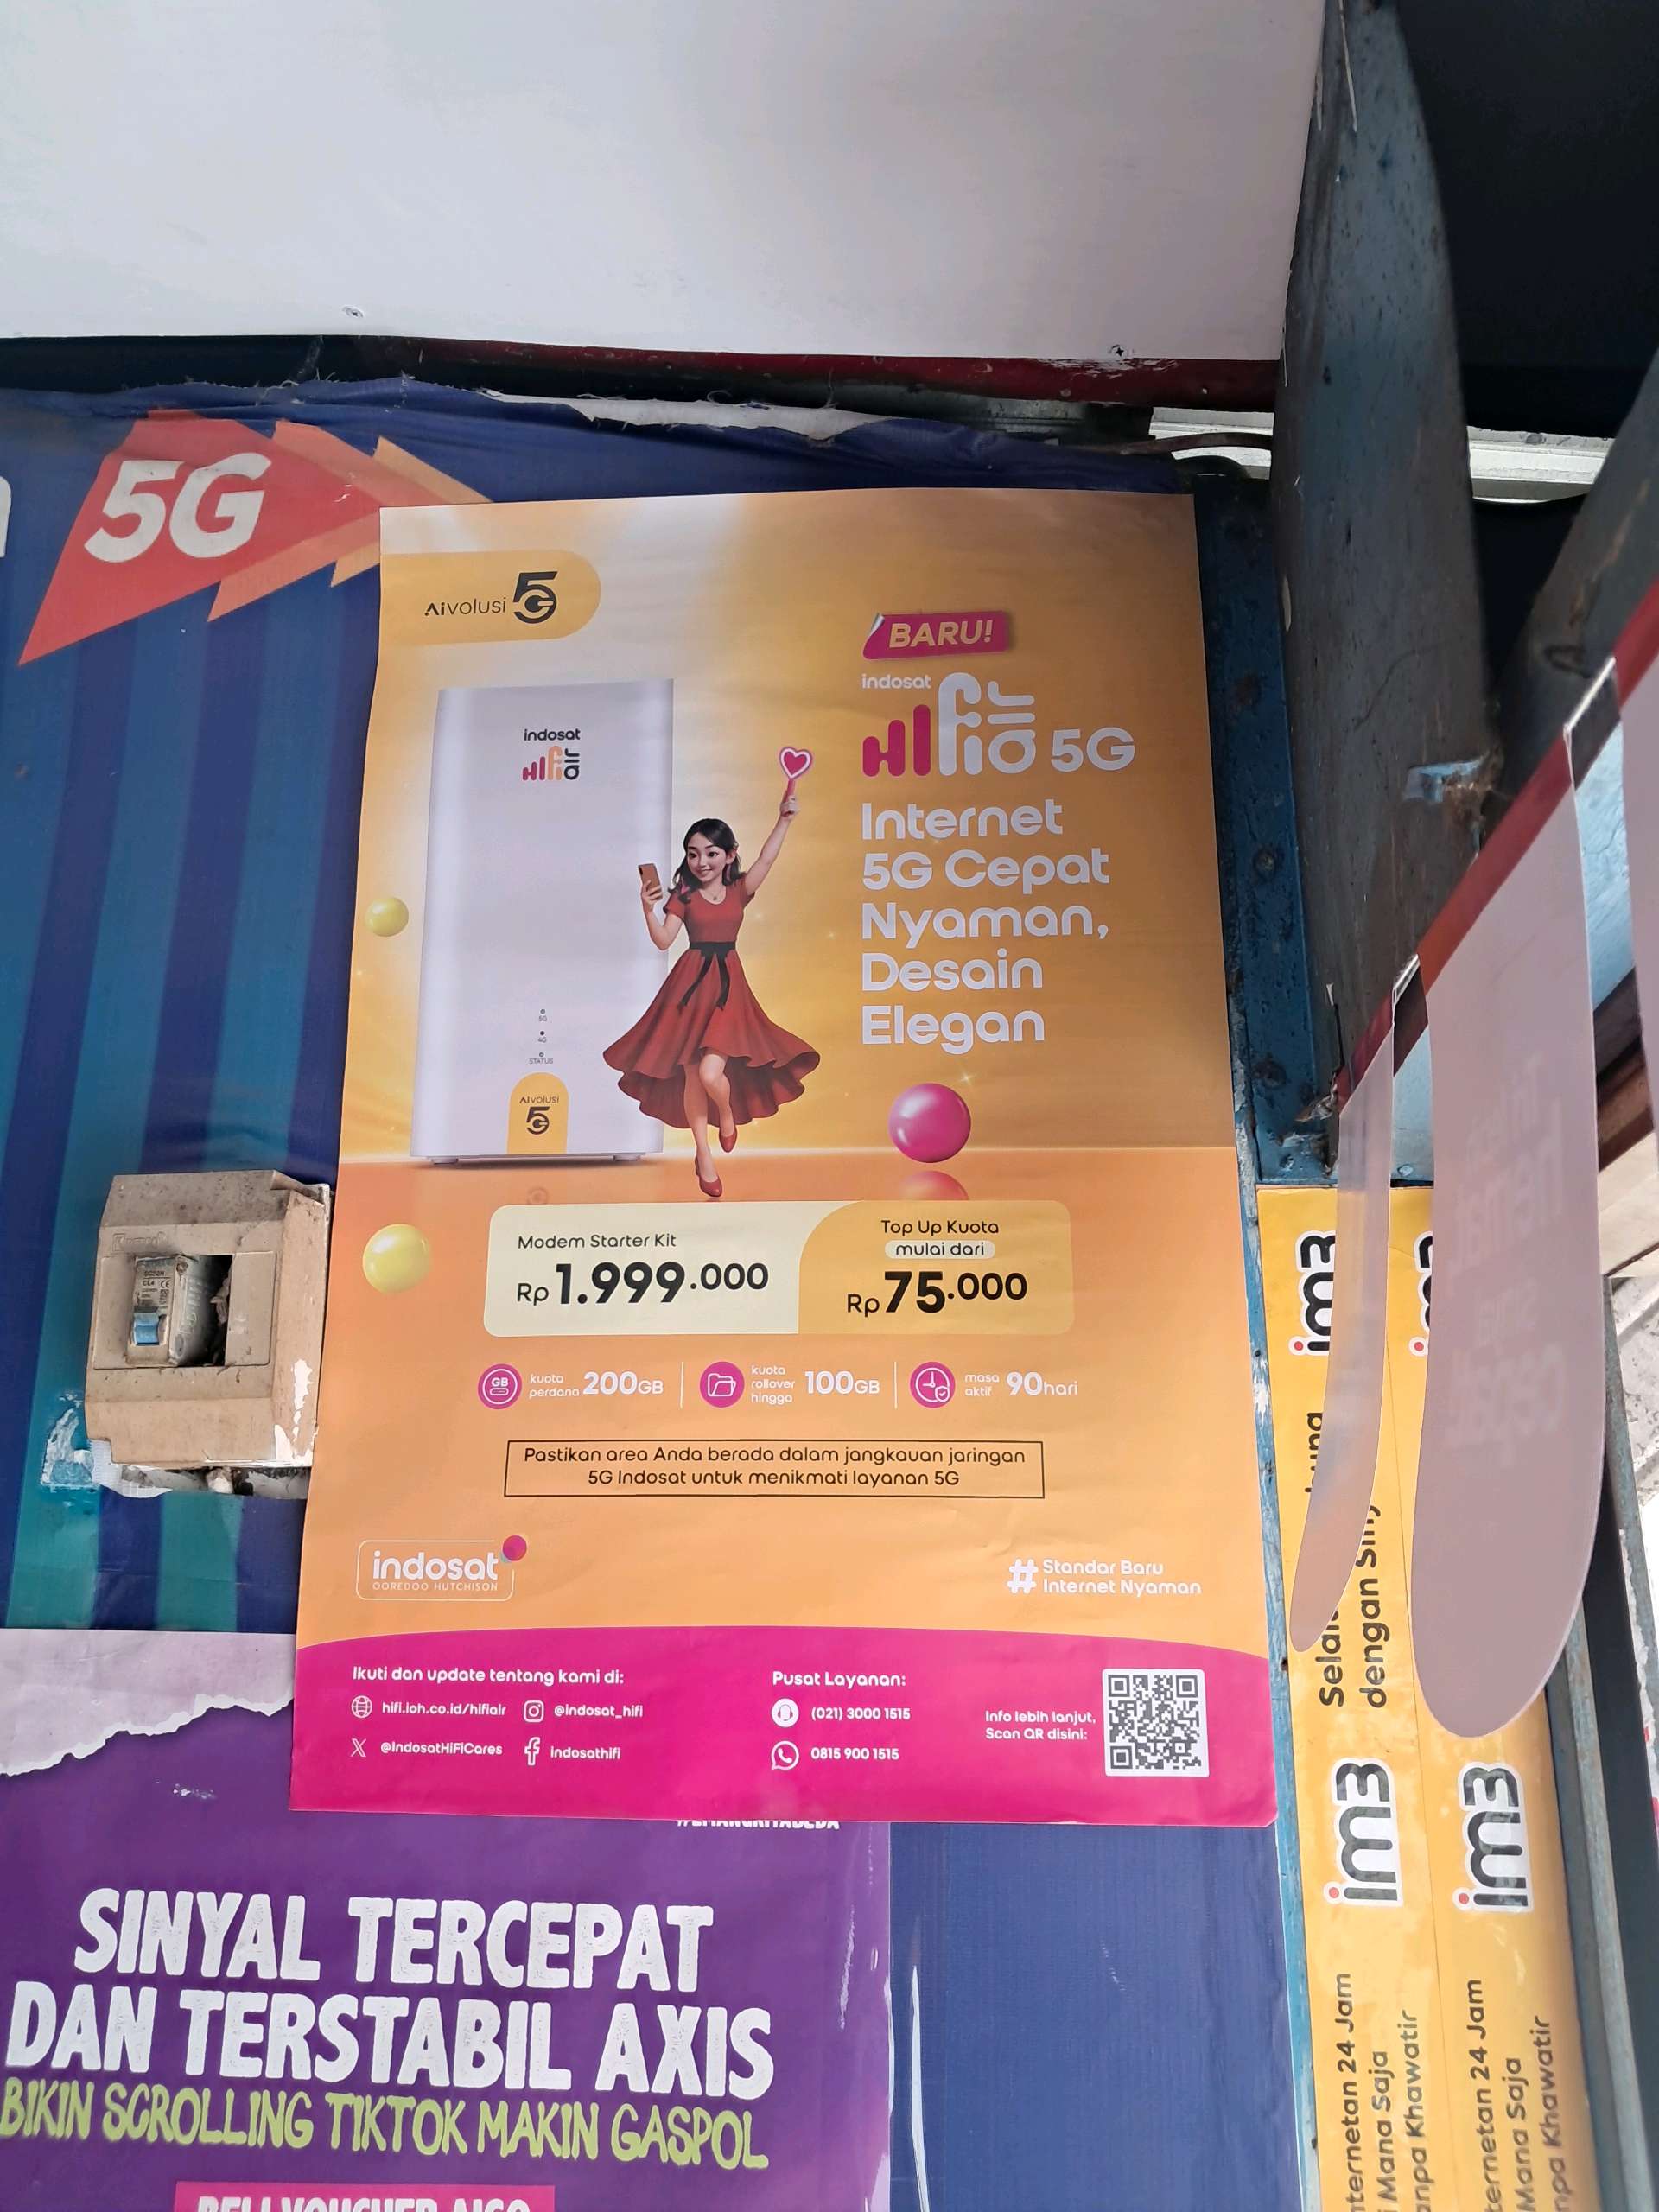 5G
Aivolusi 5G
BARU!
indosat
HIfi air 5G
Internet
5G Cepat
Nyaman,
Desain
Elegan
indosat
HIfi air
5G
4G
STATUS
AIvolusi
5G
Modem Starter Kit
Rp 1.999.000
Top Up Kuota
mulai dari
Rp 75.000
GB
kuota
perdana 200GB
kuota
rollover
hingga 100GB
masa
aktif 90hari
Pastikan area Anda berada dalam jangkauan jaringan
5G Indosat untuk menikmati layanan 5G
indosat
OOREDOO HUTCHISON
# Standar Baru
Internet Nyaman
Ikuti dan update tentang kami di:
hifi.ioh.co.id/hifiair @indosat_hifi
@IndosatHiFiCares Indosathifi
Pusat Layanan:
(021) 3000 1515
0815 900 1515
Info lebih lanjut,
Scan QR disini:
SINYAL TERCEPAT
DAN TERSTABIL AXIS
BIKIN SCROLLING TIKTOK MAKIN GASPOL
im3
dengan
im3
im3
24 Jam
Mana Saja
Khawatir
24 Jam
Mana Saja
Khawatir